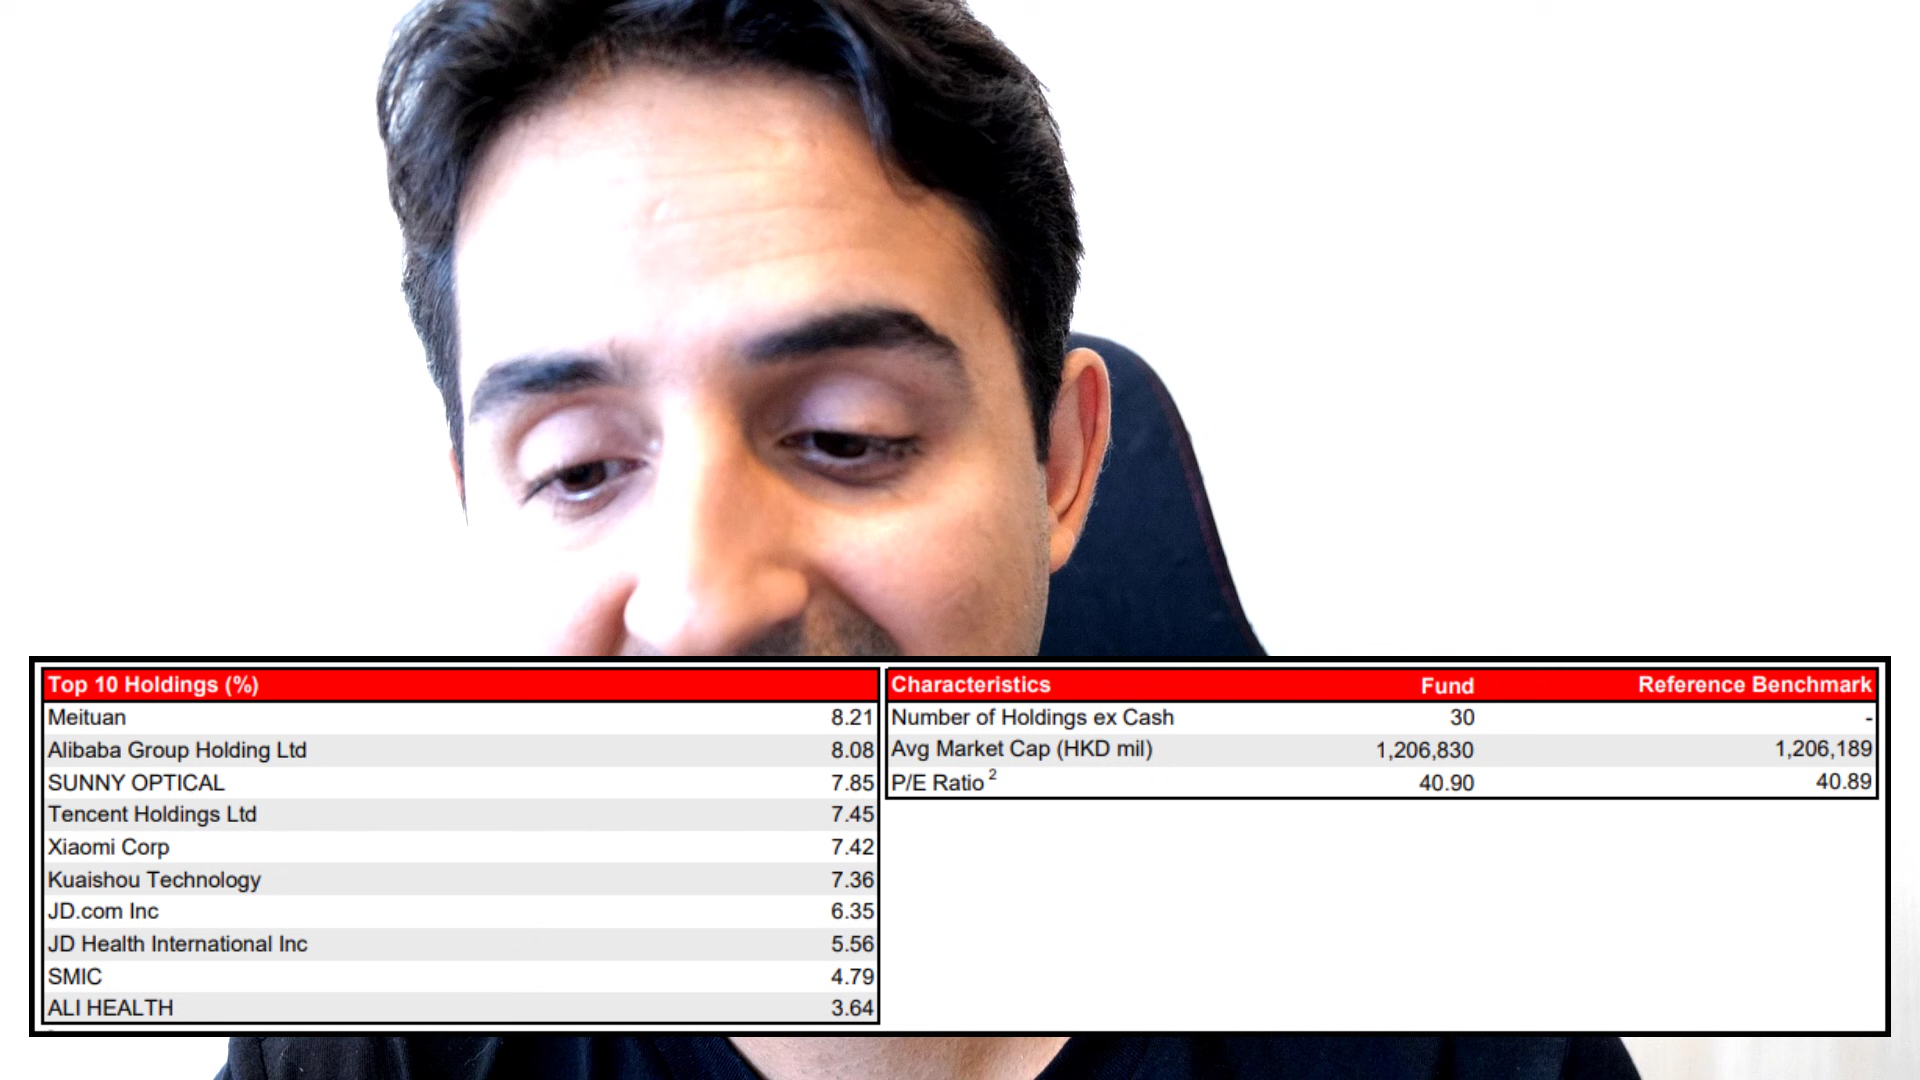 Top 10 Holdings (%)
Meituan 8.21
Alibaba Group Holding Ltd 8.08
SUNNY OPTICAL 7.85
Tencent Holdings Ltd 7.45
Xiaomi Corp 7.42
Kuaishou Technology 7.36
JD.com Inc 6.35
JD Health International Inc 5.56
SMIC 4.79
ALI HEALTH 3.64
Characteristics Fund Reference Benchmark
Number of Holdings ex Cash 30 -
Avg Market Cap (HKD mil) 1,206,830 1,206,189
P/E Ratio 2 40.90 40.89